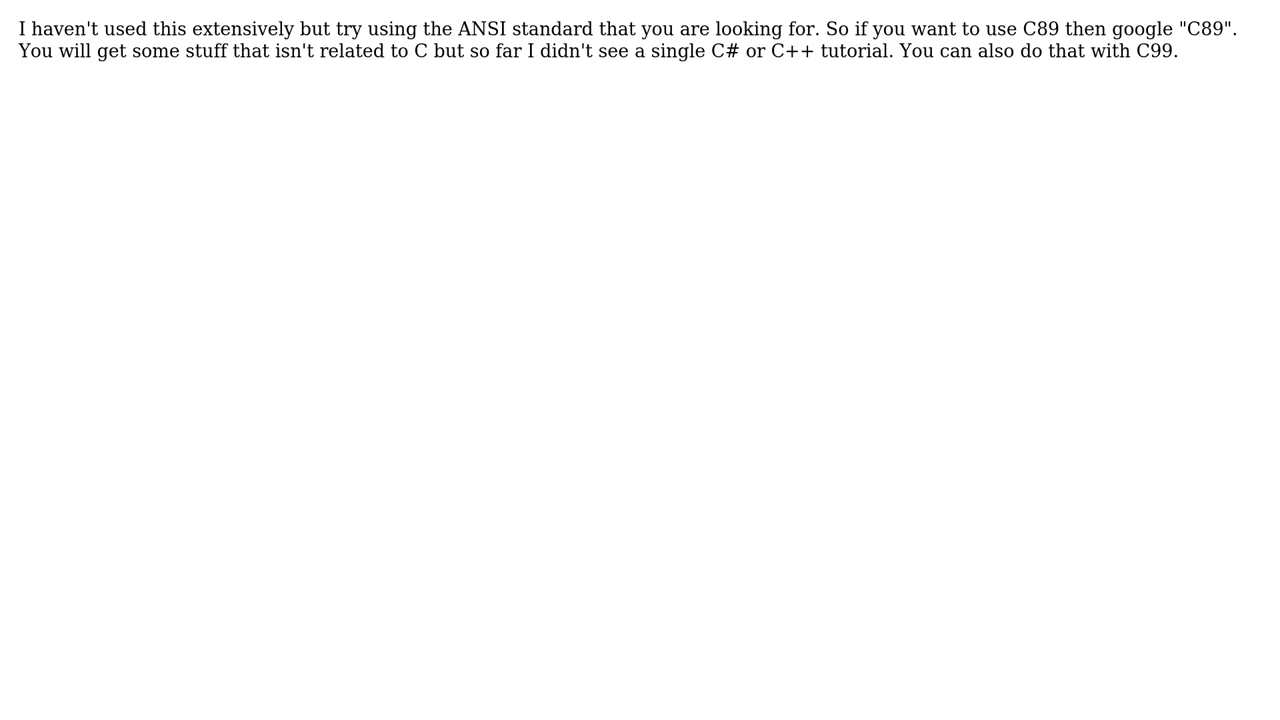 I haven't used this extensively but try using the ANSI standard that you are looking for. So if you want to use C89 then google "C89".
You will get some stuff that isn't related to C but so far I didn't see a single C# or C++ tutorial. You can also do that with C99.